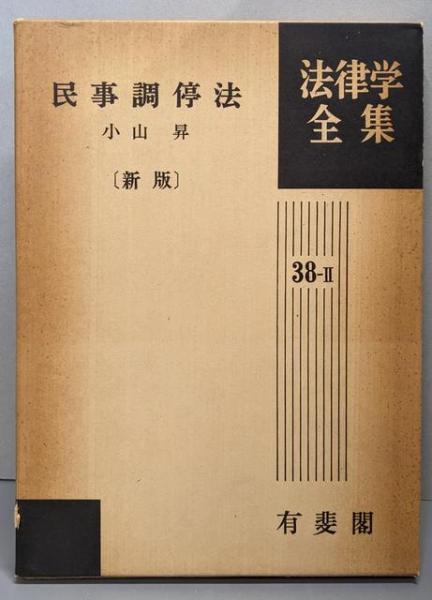 法律学
全集
民事調停法
小山 昇
〔新版〕
38-II
有斐閣